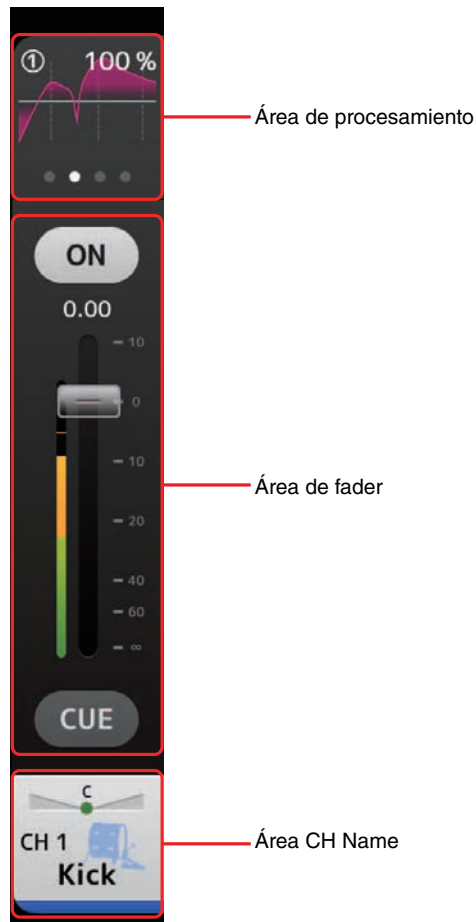 ① 100 %
Área de procesamiento
ON
0.00
10
0
10
Área de fader
20
40
60
∞
CUE
C
CH 1
Área CH Name
Kick